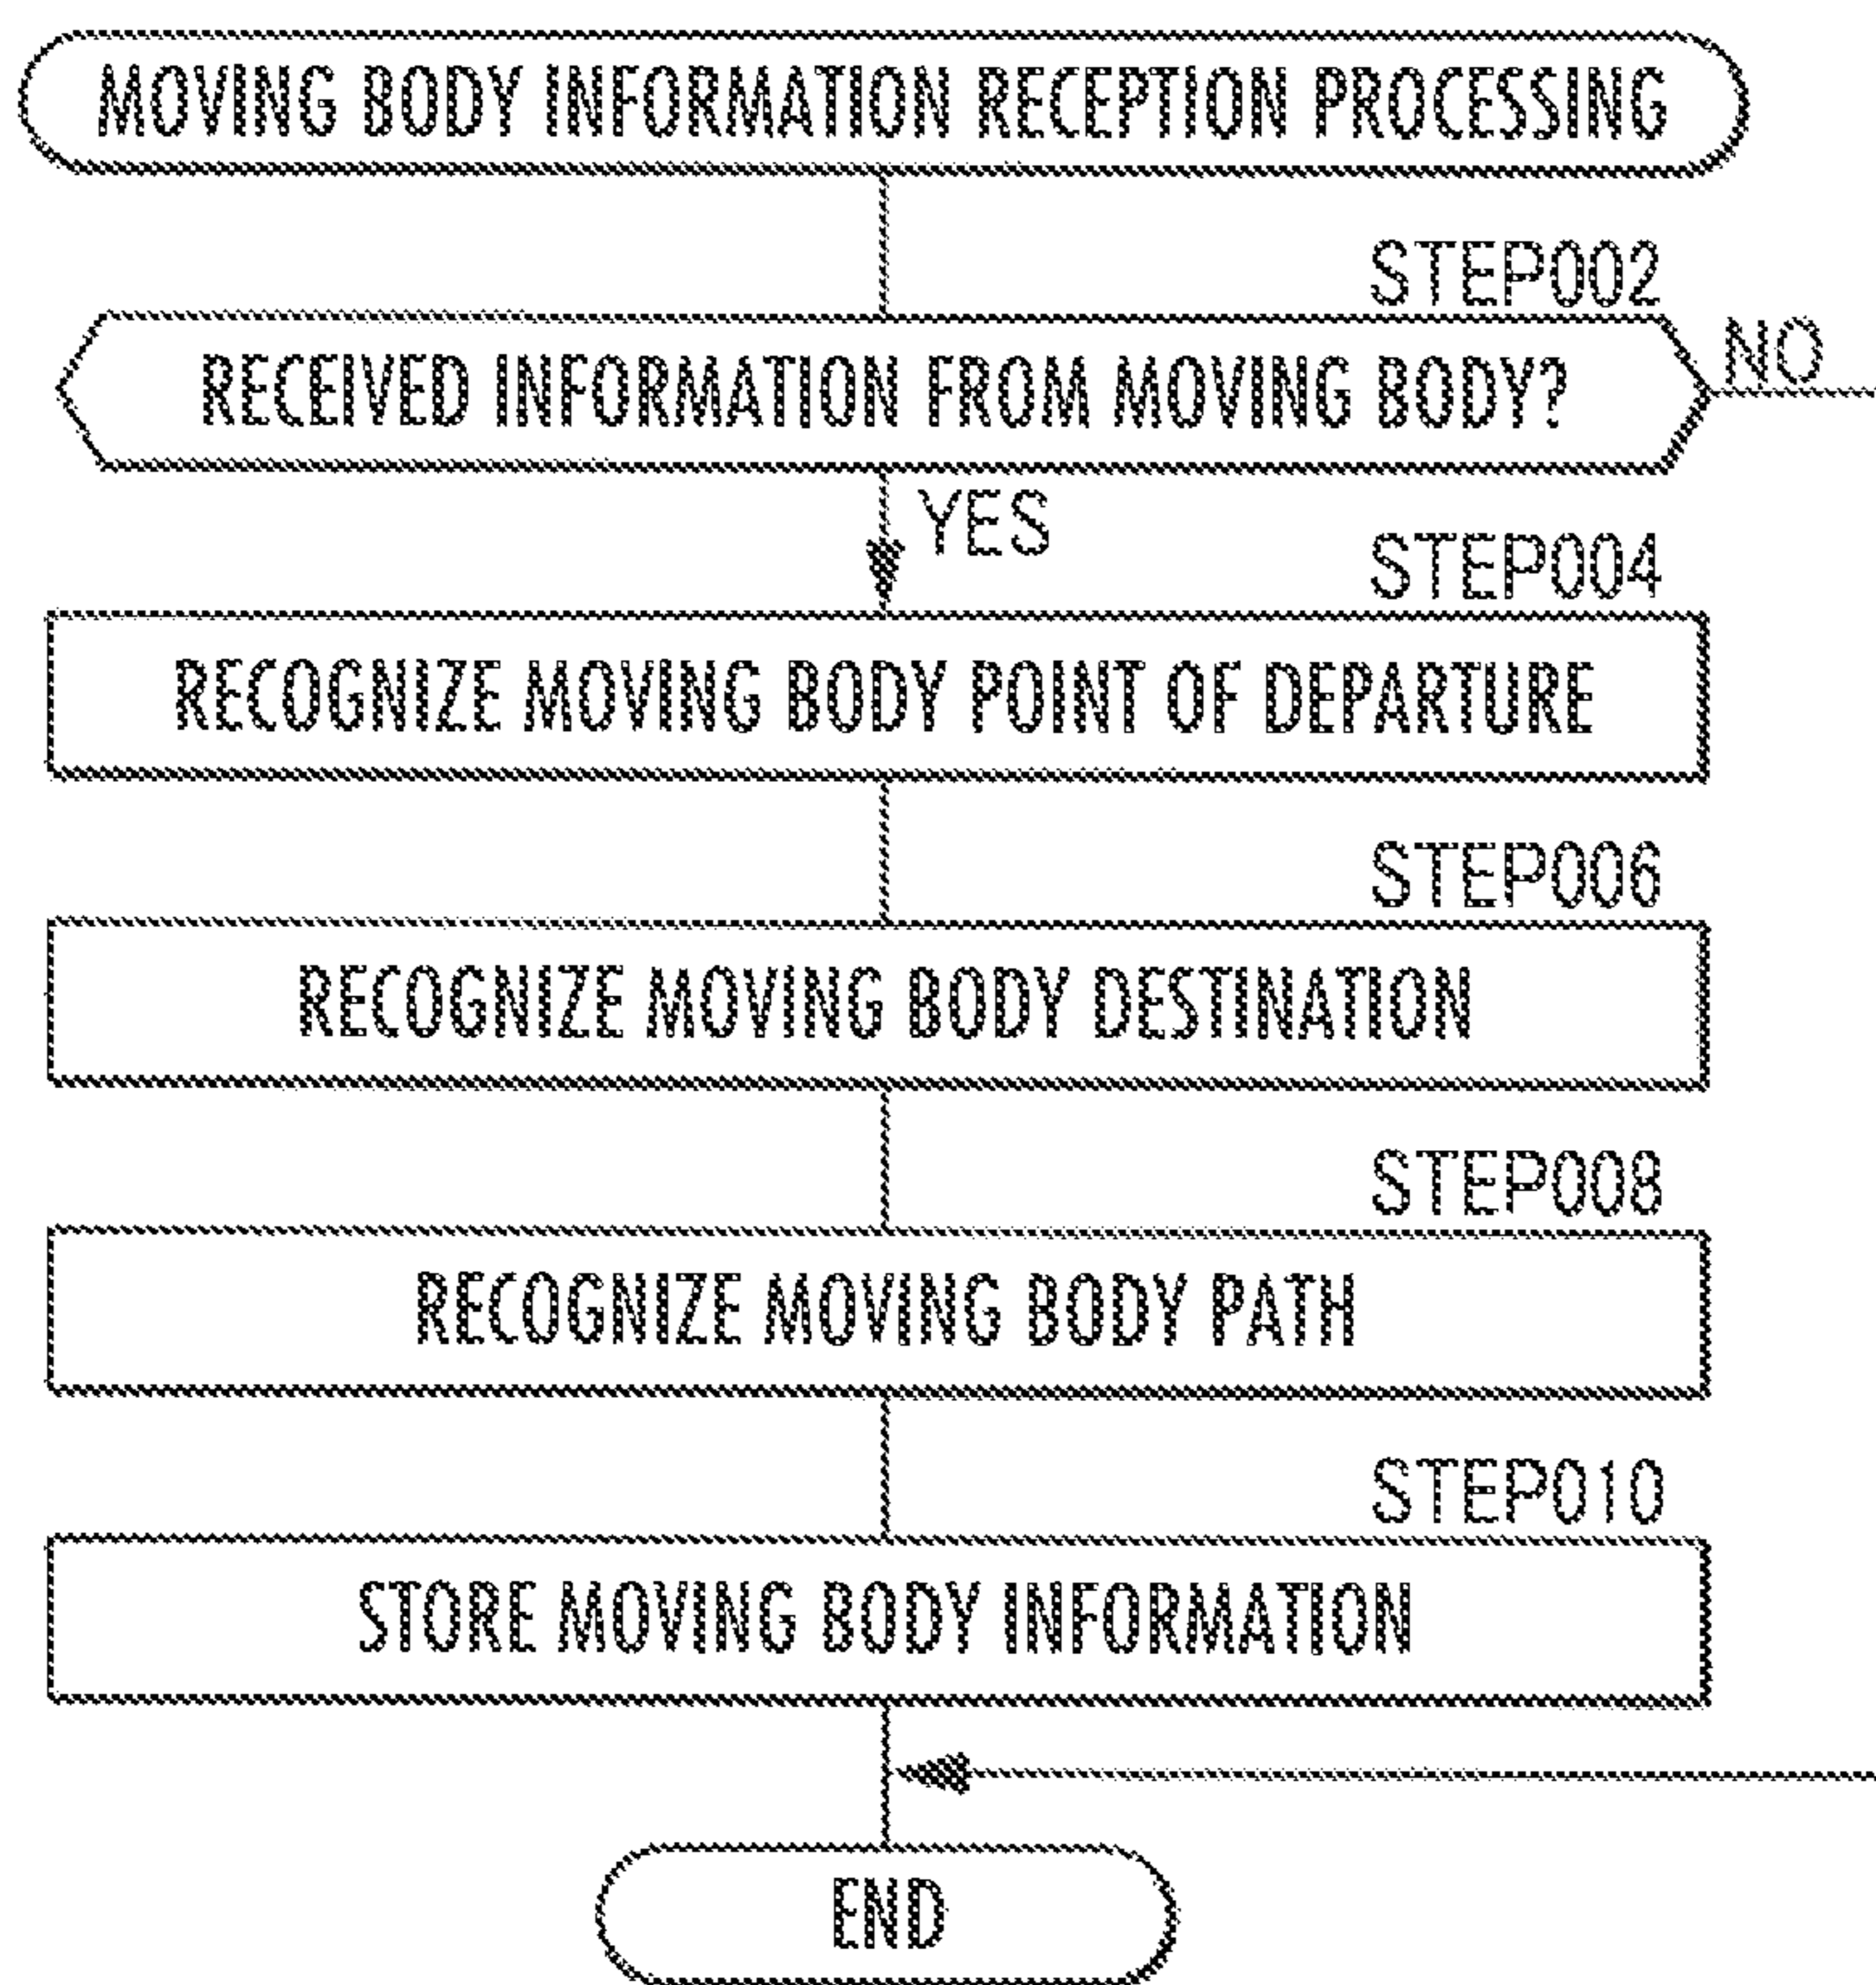 MOVING BODY INFORMATION RECEPTION PROCESSING
STEP002
RECEIVED INFORMATION FROM MOVING BODY?
NO
YES
STEP004
RECOGNIZE MOVING BODY POINT OF DEPARTURE
STEP006
RECOGNIZE MOVING BODY DESTINATION
STEP008
RECOGNIZE MOVING BODY PATH
STEP010
STORE MOVING BODY INFORMATION
END